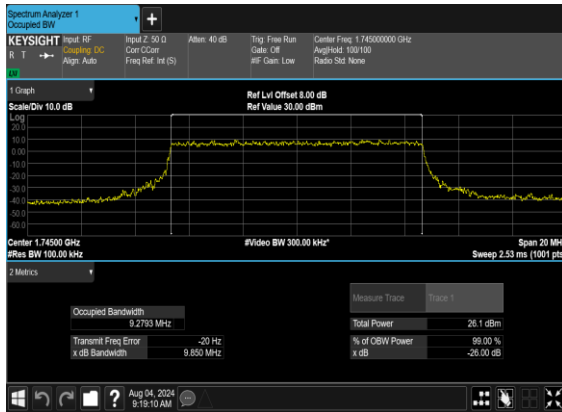 Spectrum Analyzer 1
Occupied BW
KEYSIGHT
R T
Input: RF
Coupling: DC
Align: Auto
Input Z: 50 Ω
Corr CCorr
Freq Ref: Int (S)
Atten: 40 dB
Trig: Free Run
Gate: Off
#IF Gain: Low
Center Freq: 1.745000000 GHz
Avg|Hold: 100/100
Radio Std: None
1 Graph
Scale/Div 10.0 dB
Ref Lvl Offset 8.00 dB
Ref Value 30.00 dBm
Log
20.0
10.0
0.00
-10.0
-20.0
-30.0
-40.0
-50.0
-60.0
Center 1.74500 GHz
#Res BW 100.00 kHz
#Video BW 300.00 kHz*
Span 20 MH
Sweep 2.53 ms (1001 pts
2 Metrics
Measure Trace Trace 1
Occupied Bandwidth
9.2793 MHz
Total Power 26.1 dBm
Transmit Freq Error -20 Hz
% of OBW Power 99.00 %
x dB Bandwidth 9.850 MHz
x dB -26.00 dB
Aug 04, 2024
9:19:10 AM